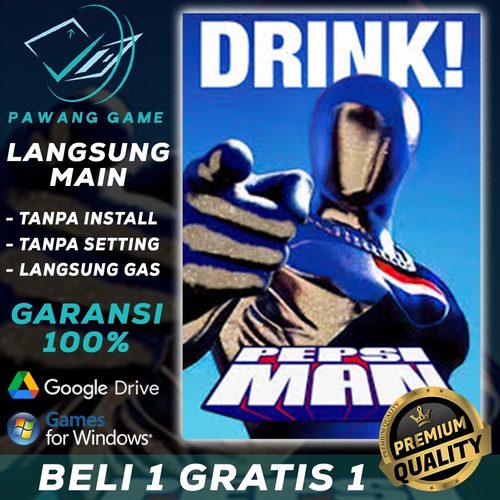 PAWANG GAME
LANGSUNG
MAIN
- TANPA INSTALL
- TANPA SETTING
- LANGSUNG GAS
GARANSI
100%
Google Drive
Games
for Windows®
DRINK!
PEPSI
MAN
PREMIUM
QUALITY
BELI 1 GRATIS 1